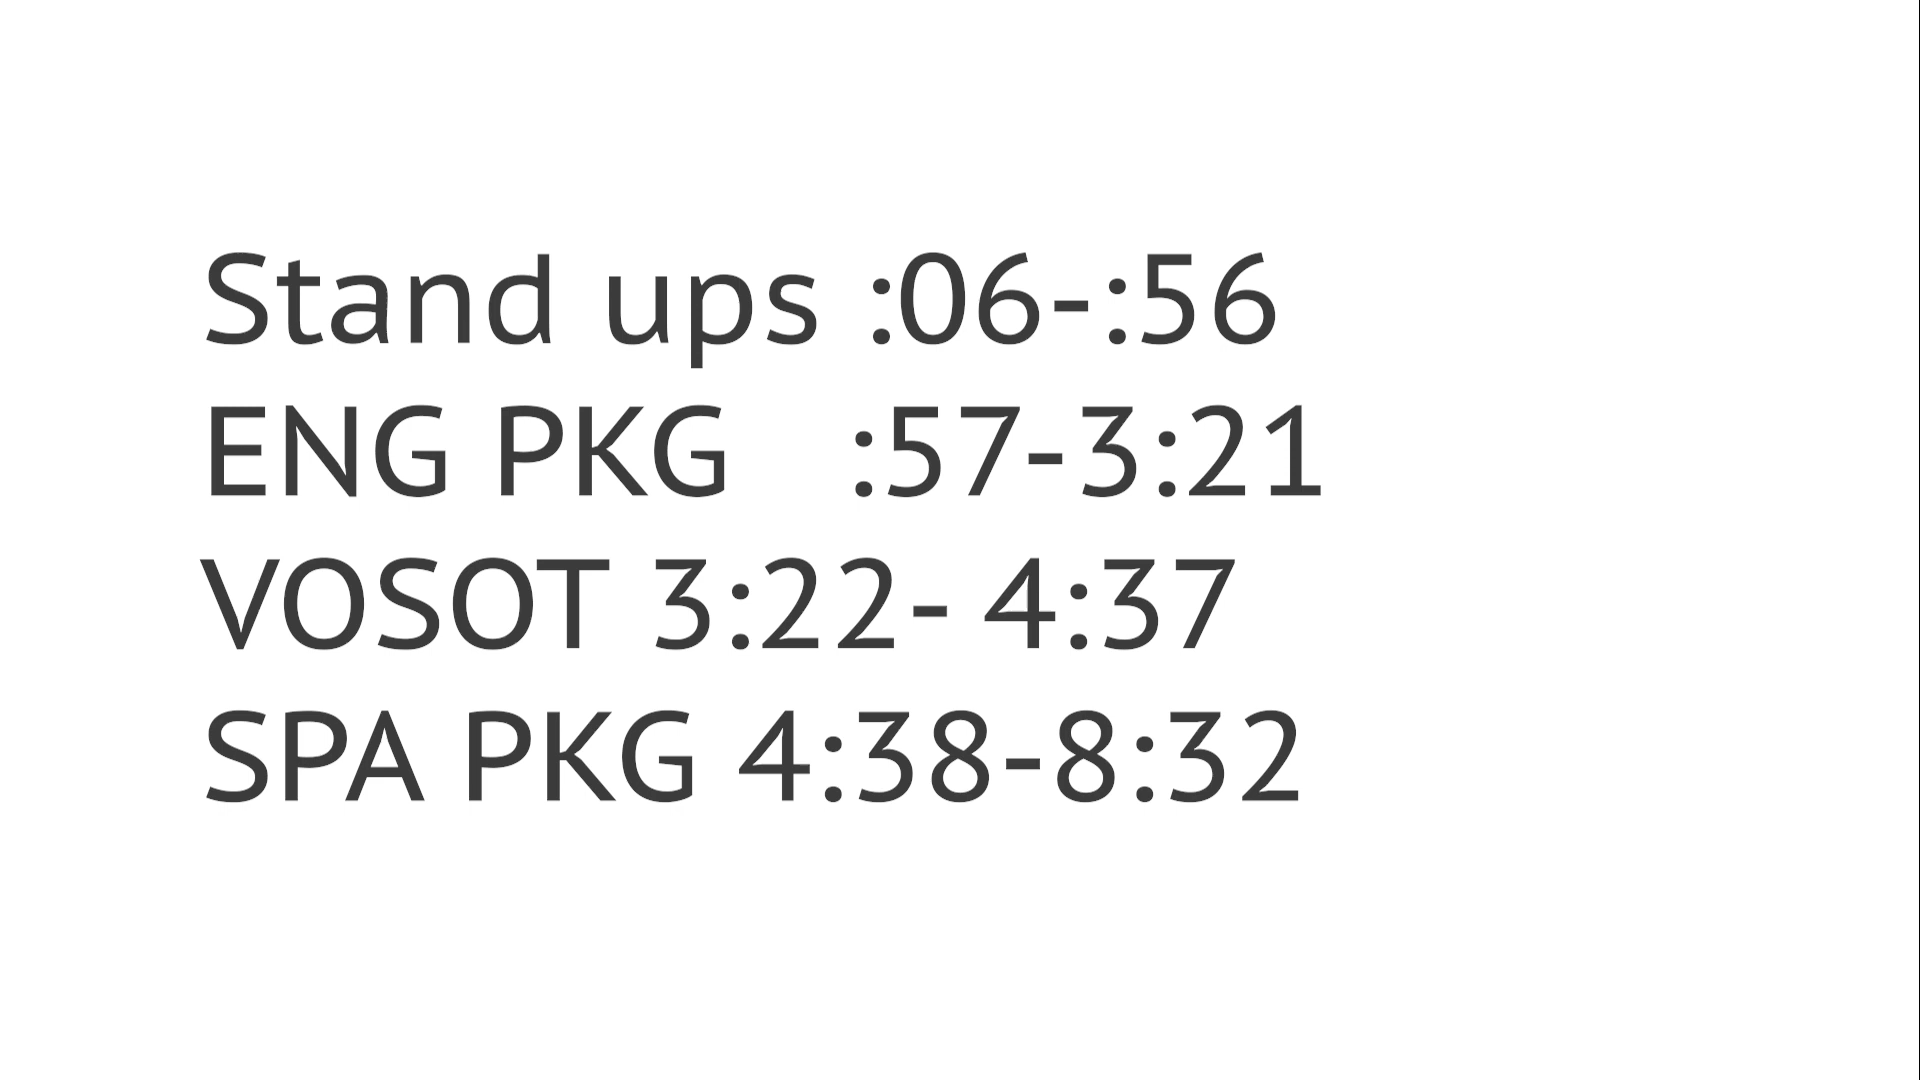 Stand ups :06-:56
ENG PKG :57-3:21
VOSOT 3:22- 4:37
SPA PKG 4:38-8:32